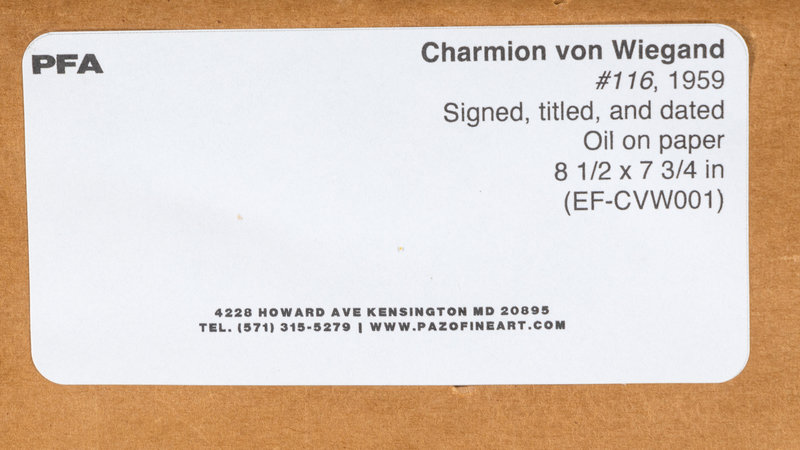 PFA
Charmion von Wiegand
#116, 1959
Signed, titled, and dated
Oil on paper
8 1/2 x 7 3/4 in
(EF-CVW001)
4228 HOWARD AVE KENSINGTON MD 20895
TEL. (571) 315-5279 | WWW.PAZOFINEART.COM